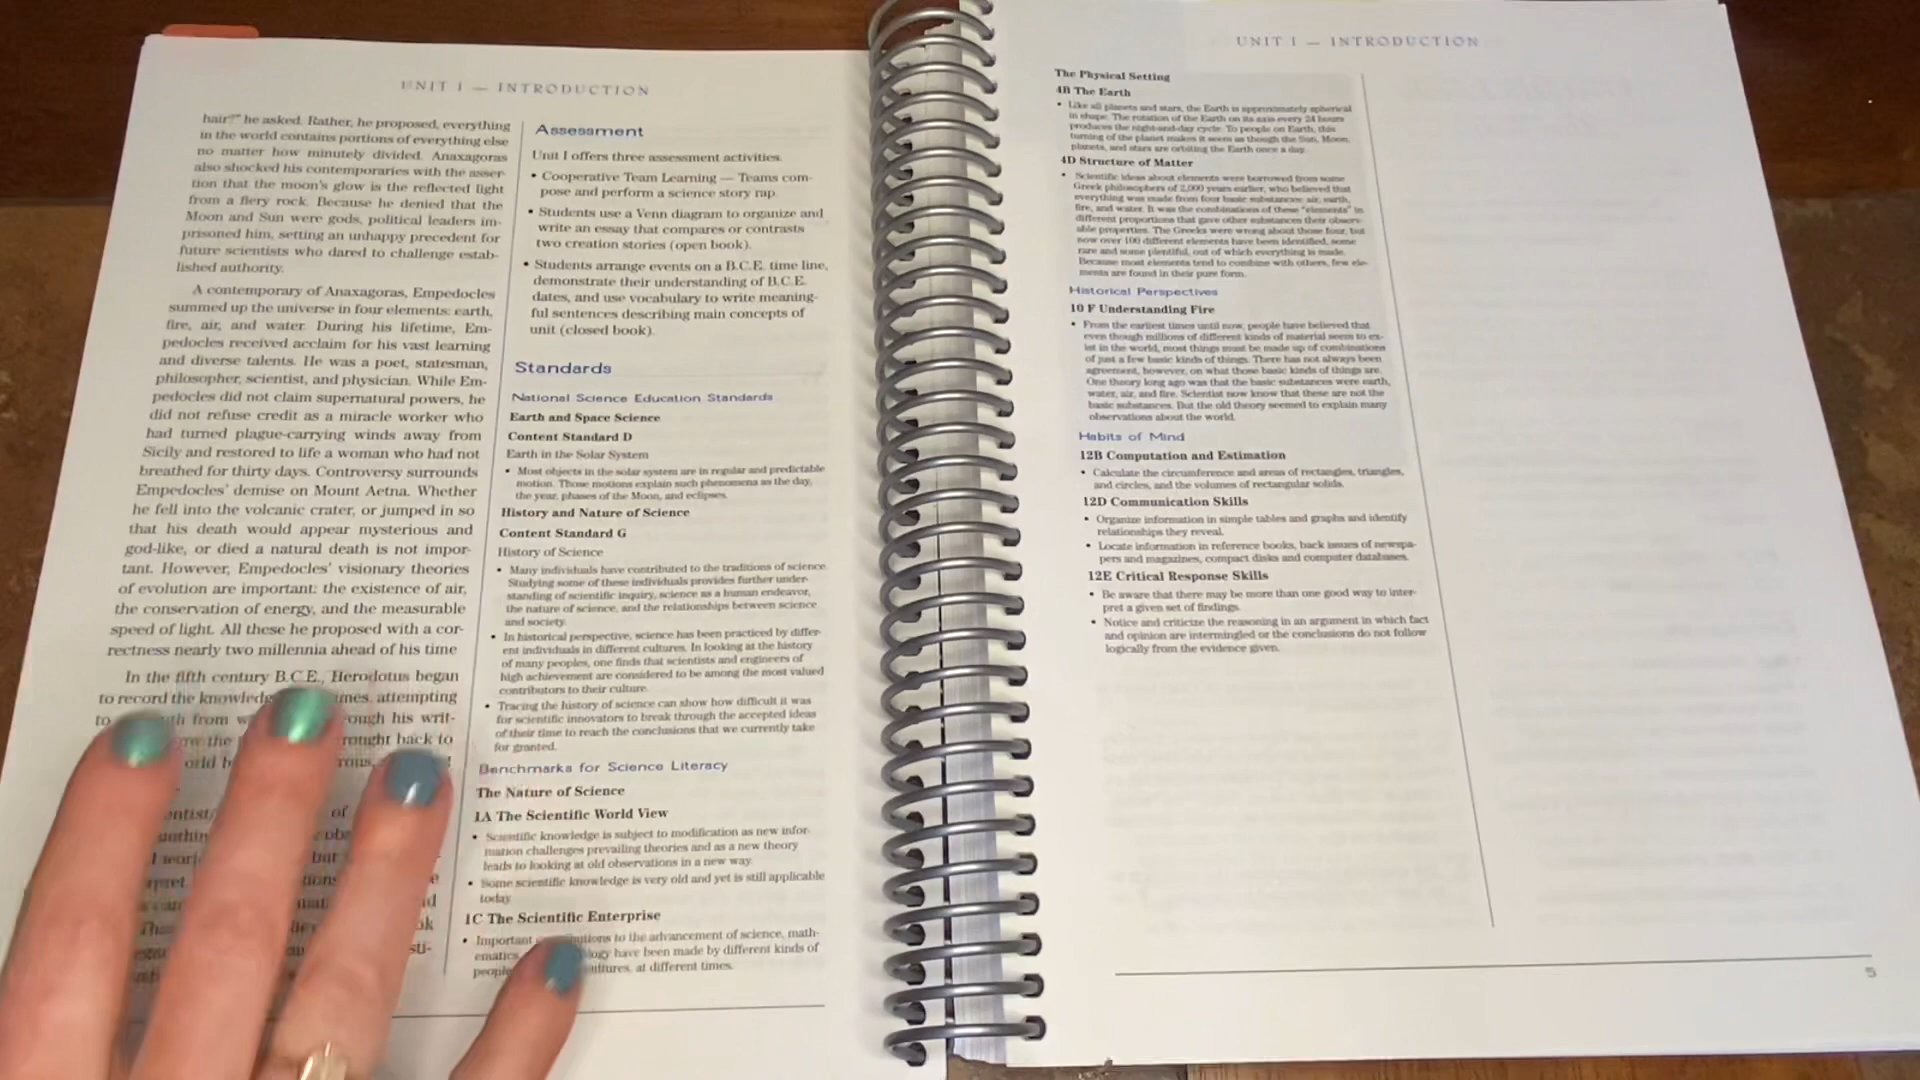 UNIT I — INTRODUCTION
hair?" he asked. Rather, he proposed, everything
in the world contains portions of everything else
no matter how minutely divided. Anaxagoras
also shocked his contemporaries with the asser-
tion that the moon's glow is the reflected light
from a fiery rock. Because he denied that the
Moon and Sun were gods, political leaders im-
prisoned him, setting an unhappy precedent for
future scientists who dared to challenge estab-
lished authority.
A contemporary of Anaxagoras, Empedocles
summed up the universe in four elements: earth,
fire, air, and water. During his lifetime, Em-
pedocles received acclaim for his vast learning
and diverse talents. He was a poet, statesman,
philosopher, scientist, and physician. While Em-
pedocles did not claim supernatural powers, he
did not refuse credit as a miracle worker who
had turned plague-carrying winds away from
Sicily and restored to life a woman who had not
breathed for thirty days. Controversy surrounds
Empedocles' demise on Mount Aetna. Whether
he fell into the volcanic crater, or jumped in so
that his death would appear mysterious and
god-like, or died a natural death is not impor-
tant. However, Empedocles' visionary theories
of evolution are important: the existence of air,
the conservation of energy, and the measurable
speed of light. All these he proposed with a cor-
rectness nearly two millennia ahead of his time
In the fifth century B.C.E., Herodotus began
to record the attempting
to from his writ-
the back to
of
but
Assessment
Unit I offers three assessment activities.
• Cooperative Team Learning — Teams com-
pose and perform a science story rap.
• Students use a Venn diagram to organize and
write an essay that compares or contrasts
two creation stories (open book).
• Students arrange events on a B.C.E. time line,
demonstrate their understanding of B.C.E.
dates, and use vocabulary to write meaning-
ful sentences describing main concepts of
unit (closed book).
Standards
National Science Education Standards
Earth and Space Science
Content Standard D
Earth in the Solar System
• Most objects in the solar system are in regular and predictable
motion. Those motions explain such phenomena as the day,
the year, phases of the Moon, and eclipses.
History and Nature of Science
Content Standard G
History of Science
• Many individuals have contributed to the traditions of science.
Studying some of these individuals provides further under-
standing of scientific inquiry, science as a human endeavor,
the nature of science, and the relationships between science
and society.
• In historical perspective, science has been practiced by differ-
ent individuals in different cultures. In looking at the history
of many peoples, one finds that scientists and engineers of
high achievement are considered to be among the most valued
contributors to their culture.
• Tracing the history of science can show how difficult it was
for scientific innovators to break through the accepted ideas
of their time to reach the conclusions that we currently take
for granted.
Benchmarks for Science Literacy
The Nature of Science
1A The Scientific World View
• Scientific knowledge is subject to modification as new infor-
mation challenges prevailing theories and as a new theory
leads to looking at old observations in a new way.
• Some scientific knowledge is very old and yet is still applicable
today.
1C The Scientific Enterprise
• Important to the advancement of science, math-
ematics, have been made by different kinds of
people at different times.
UNIT I — INTRODUCTION
The Physical Setting
4B The Earth
• Like all planets and stars, the Earth is approximately spherical
in shape. The rotation of the Earth on its axis every 24 hours
produces the night-and-day cycle. To people on Earth, this
turning of the planet makes it seem as though the Sun, Moon,
planets, and stars are orbiting the Earth once a day.
4D Structure of Matter
• Scientific ideas about elements were borrowed from some
Greek philosophers of 2,000 years earlier, who believed that
everything was made from four basic substances: air, earth,
fire, and water. It was the combinations of these "elements" in
different proportions that gave other substances their observ-
able properties. The Greeks were wrong about those four, but
now over 100 different elements have been identified, some
rare and some plentiful, out of which everything is made.
Because most elements tend to combine with others, few ele-
ments are found in their pure form.
Historical Perspectives
10 F Understanding Fire
• From the earliest times until now, people have believed that
even though millions of different kinds of material seem to ex-
ist in the world, most things must be made up of combinations
of just a few basic kinds of things. There has not always been
agreement, however, on what those basic kinds of things are.
One theory long ago was that the basic substances were earth,
water, air, and fire. Scientist now know that these are not the
basic substances. But the old theory seemed to explain many
observations about the world.
Habits of Mind
12B Computation and Estimation
• Calculate the circumference and areas of rectangles, triangles,
and circles, and the volumes of rectangular solids.
12D Communication Skills
• Organize information in simple tables and graphs and identify
relationships they reveal.
• Locate information in reference books, back issues of newspa-
pers and magazines, compact disks and computer databases.
12E Critical Response Skills
• Be aware that there may be more than one good way to inter-
pret a given set of findings.
• Notice and criticize the reasoning in an argument in which fact
and opinion are intermingled or the conclusions do not follow
logically from the evidence given.
5